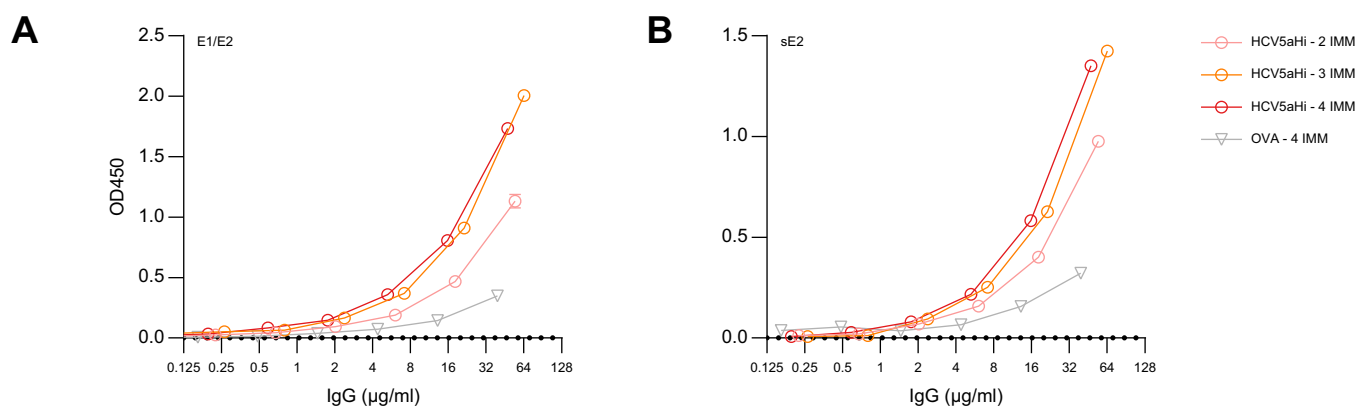 A
E1/E2
OD450
2.5
2.0
1.5
1.0
0.5
0.0
0.125 0.25 0.5 1 2 4 8 16 32 64 128
IgG (µg/ml)
B
sE2
1.5
1.0
0.5
0.0
0.125 0.25 0.5 1 2 4 8 16 32 64 128
IgG (µg/ml)
HCV5aHi - 2 IMM
HCV5aHi - 3 IMM
HCV5aHi - 4 IMM
OVA - 4 IMM